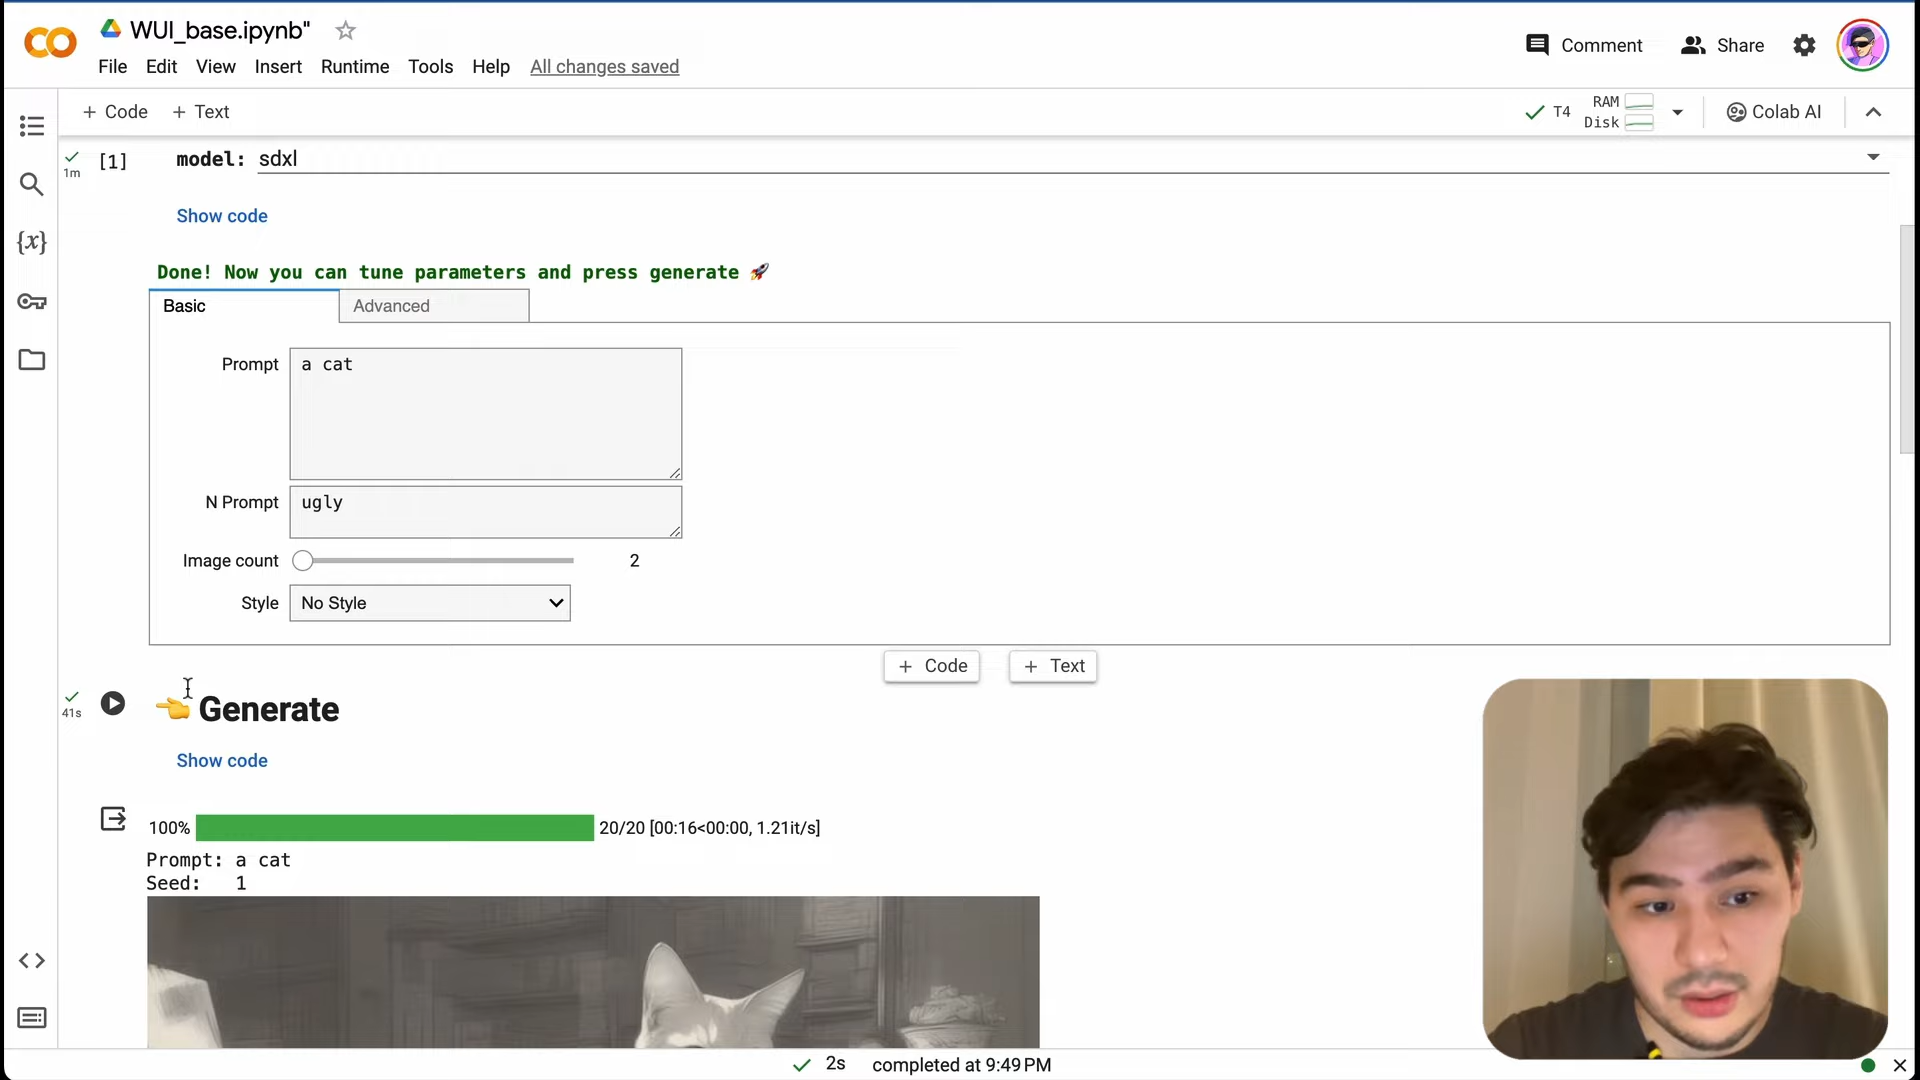 WUI_base.ipynb"
Comment
Share
File Edit View Insert Runtime Tools Help All changes saved
+ Code + Text
T4
RAM
Disk
Colab AI
1m
[1]
model: sdxl
Show code
Done! Now you can tune parameters and press generate 🚀
Basic
Advanced
Prompt
a cat
N Prompt
ugly
Image count
2
Style
No Style
+ Code
+ Text
41s
👈 Generate
Show code
100%
20/20 [00:16<00:00, 1.21it/s]
Prompt: a cat
Seed: 1
2s completed at 9:49 PM